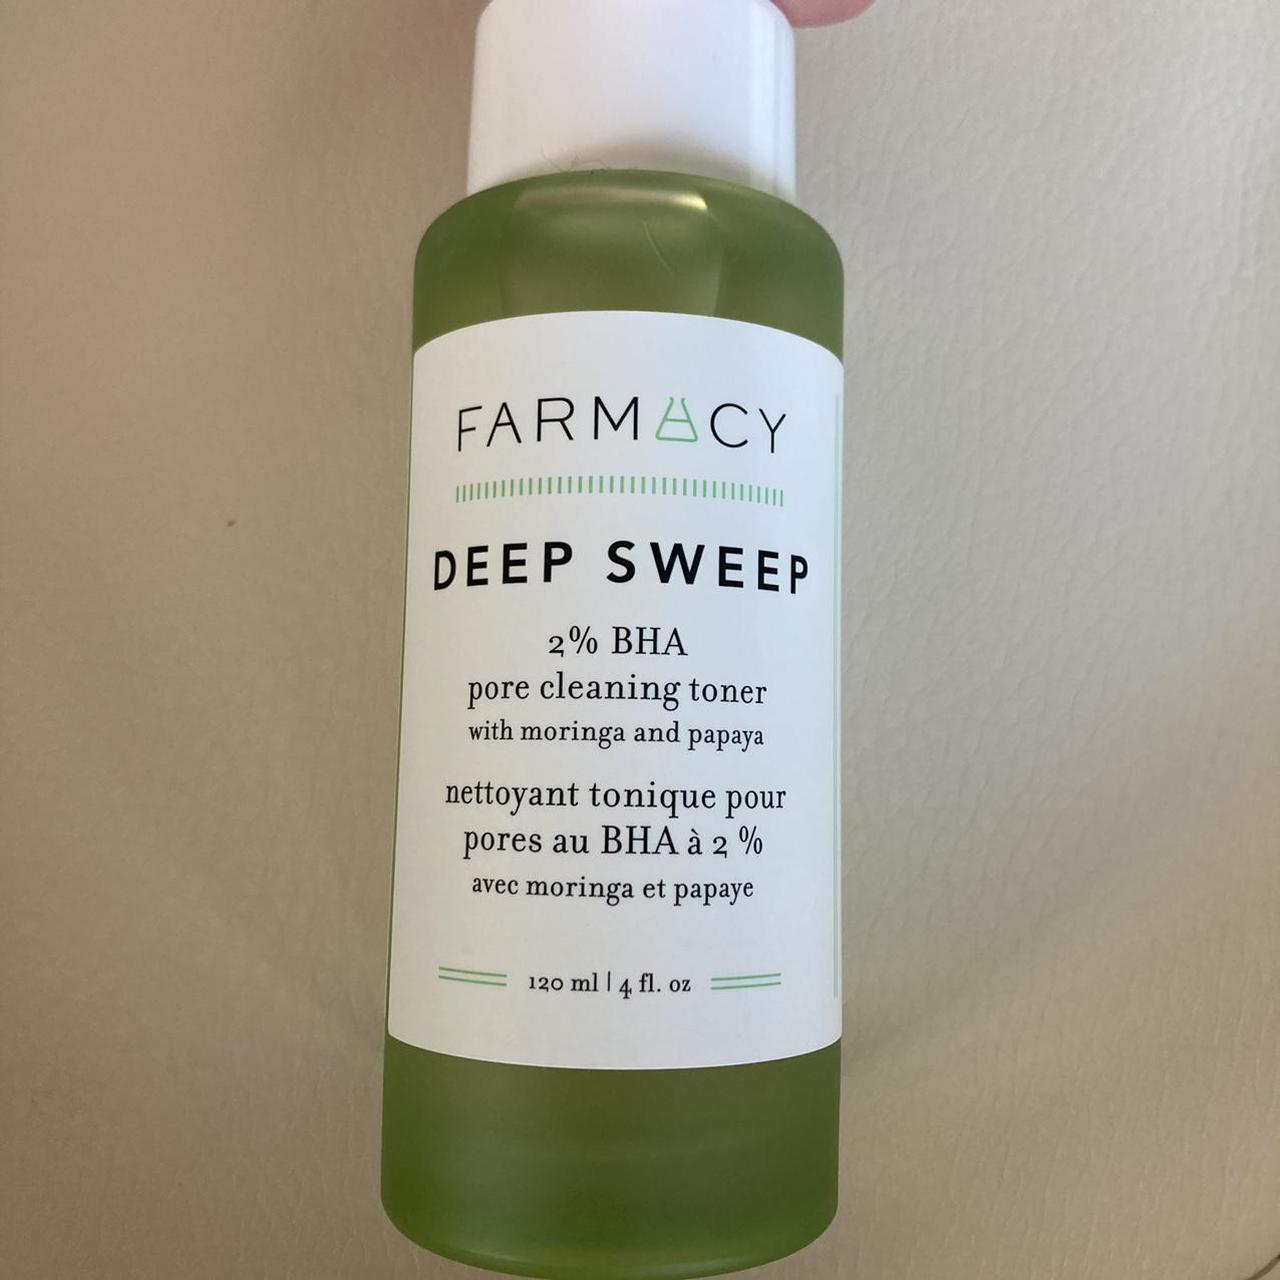 FARMACY
DEEP SWEEP
2% BHA
pore cleaning toner
with moringa and papaya
nettoyant tonique pour
pores au BHA à 2 %
avec moringa et papaye
120 ml | 4 fl. oz